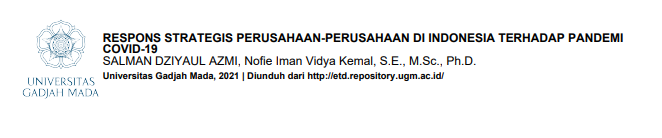 RESPONS STRATEGIS PERUSAHAAN-PERUSAHAAN DI INDONESIA TERHADAP PANDEMI
COVID-19
SALMAN DZIYAUL AZMI, Nofie Iman Vidya Kemal, S.E., M.Sc., Ph.D.
Universitas Gadjah Mada, 2021 | Diunduh dari http://etd.repository.ugm.ac.id/
UNIVERSITAS
GADJAH MADA